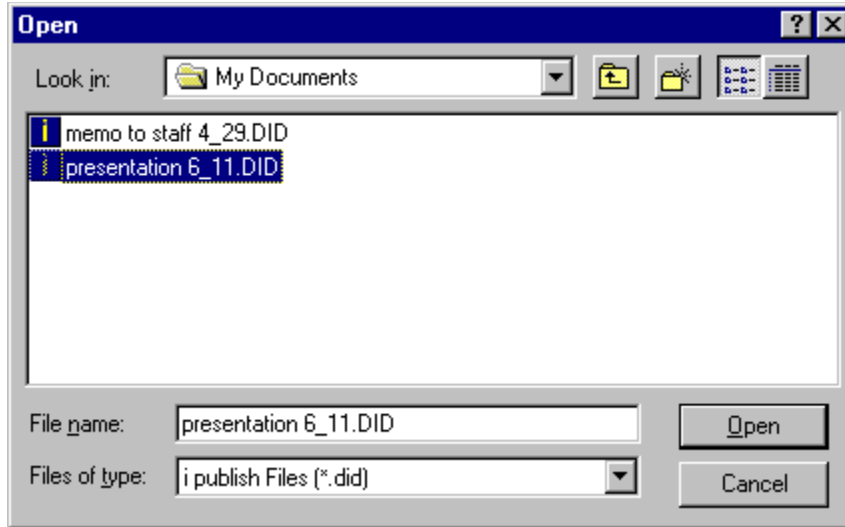 Open
Look in: My Documents
memo to staff 4_29.DID
presentation 6_11.DID
File name: presentation 6_11.DID Open
Files of type: i publish Files (*.did) Cancel